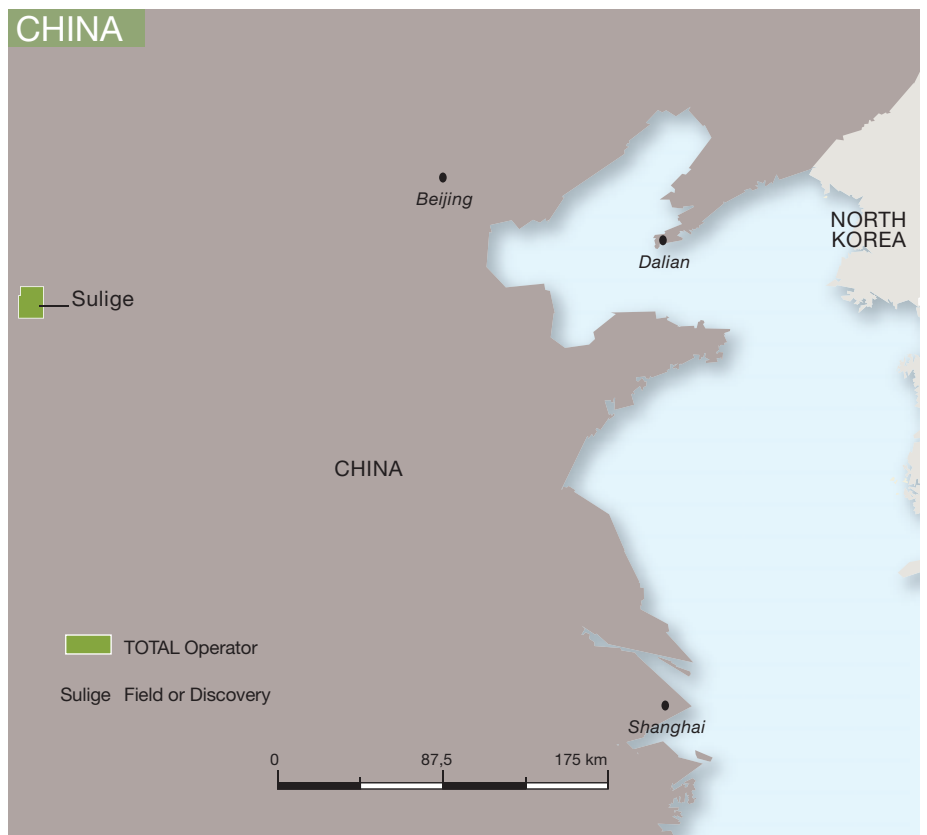 CHINA
Beijing
NORTH
KOREA
Dalian
Sulige
CHINA
TOTAL Operator
Sulige Field or Discovery
Shanghai
0 87,5 175 km